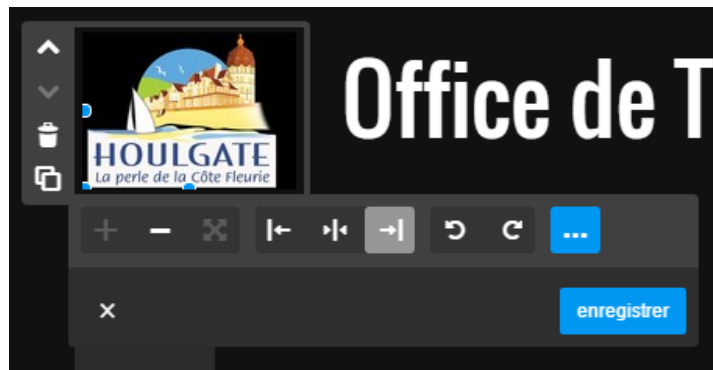 Office de T
HOULGATE
La perle de la Côte Fleurie
...
enregistrer